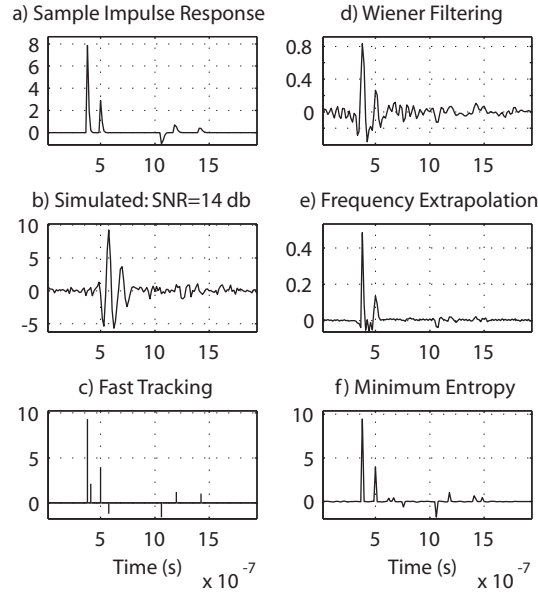 a) Sample Impulse Response
8
6
4
2
0
5 10 15
b) Simulated: SNR=14 db
10
5
0
-5
5 10 15
c) Fast Tracking
10
5
0
5 10 15
Time (s)
x 10 -7
d) Wiener Filtering
0.8
0.4
0
5 10 15
e) Frequency Extrapolation
0.4
0.2
0
5 10 15
f) Minimum Entropy
10
5
0
5 10 15
Time (s)
x 10 -7